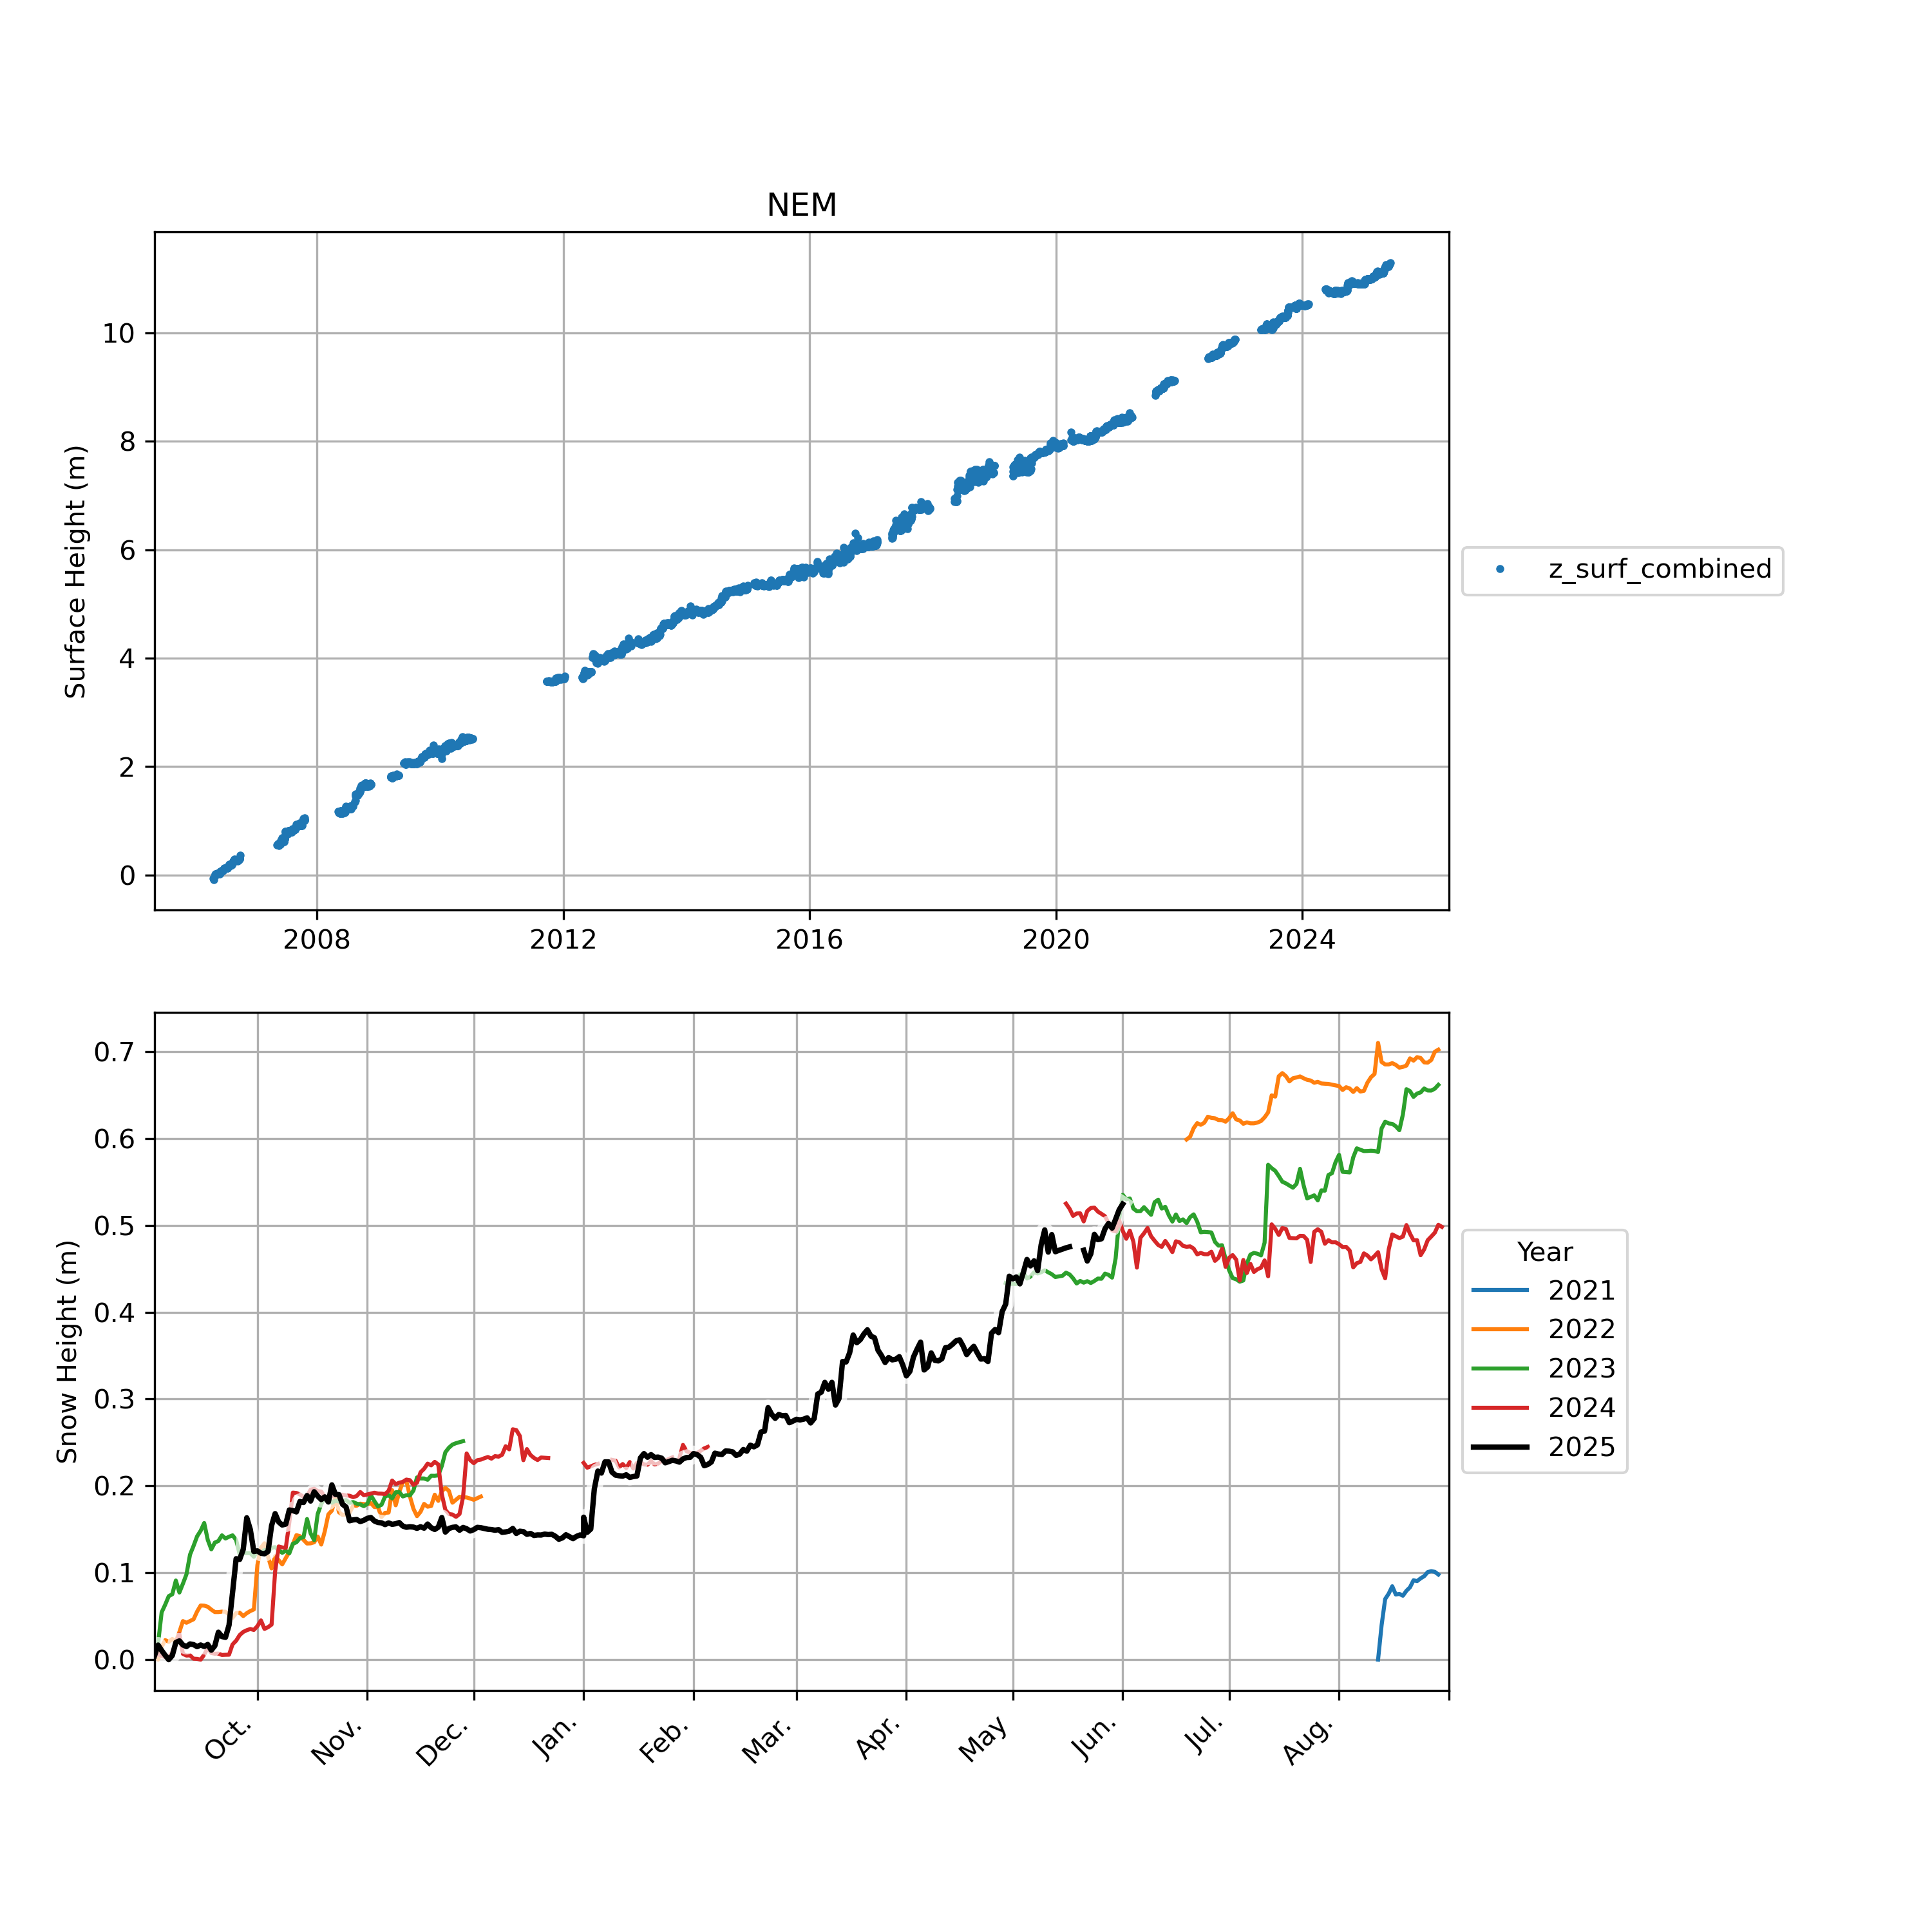 NEM
Surface Height (m)
10
8
6
4
2
0
2008 2012 2016 2020 2024
z_surf_combined
Snow Height (m)
0.7
0.6
0.5
0.4
0.3
0.2
0.1
0.0
Oct. Nov. Dec. Jan. Feb. Mar. Apr. May Jun. Jul. Aug.
Year
2021
2022
2023
2024
2025